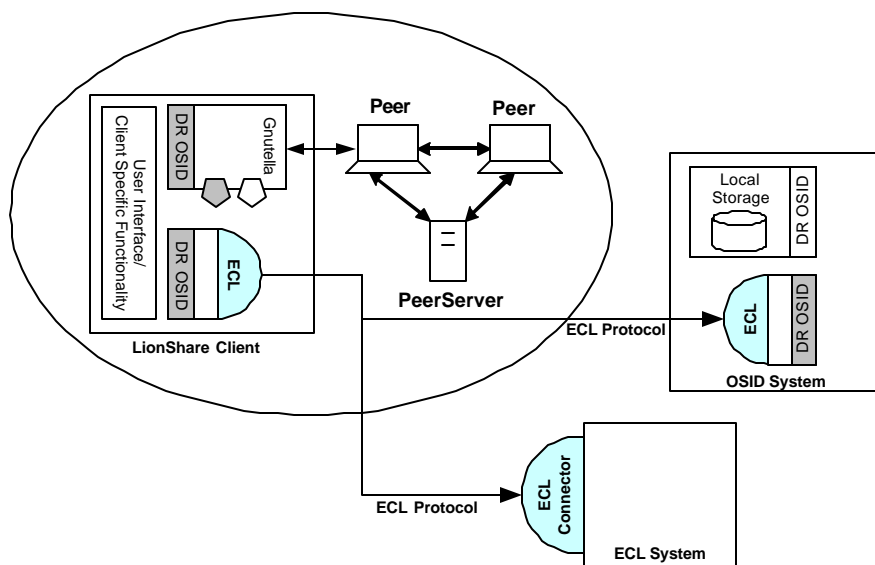 User Interface/
Client Specific Functionality
DR OSID
Gnutella
DR OSID
ECL
LionShare Client
Peer
Peer
PeerServer
ECL Protocol
Local
Storage
DR OSID
ECL
DR OSID
OSID System
ECL Protocol
ECL
Connector
ECL System